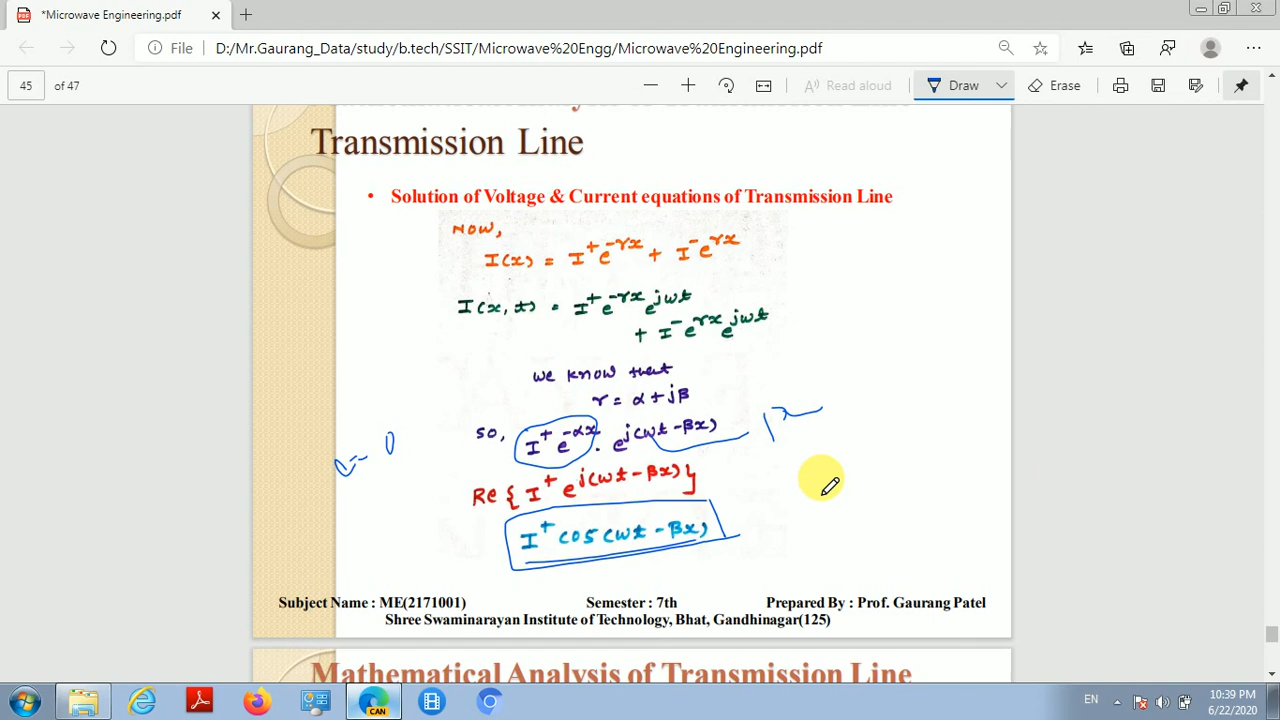 *Microwave Engineering.pdf
File D:/Mr.Gaurang_Data/study/b.tech/SSIT/Microwave%20Engg/Microwave%20Engineering.pdf
45 of 47 Read aloud Draw Erase
Transmission Line
• Solution of Voltage & Current equations of Transmission Line
NOW,
I(x) = I⁺e^-γx + I⁻e^γx
I(x,t) = I⁺e^-γx e^jωt
+ I⁻e^γx e^jωt
we know that
γ = α + jβ
so, I⁺e^-αx . e^j(ωt-βx)
Re { I⁺ e^j(ωt-βx) }
I⁺ cos(ωt-βx)
Subject Name : ME(2171001) Semester : 7th Prepared By : Prof. Gaurang Patel
Shree Swaminarayan Institute of Technology, Bhat, Gandhinagar(125)
Mathematical Analysis of Transmission Line
CAN
EN
10:39 PM
6/22/2020